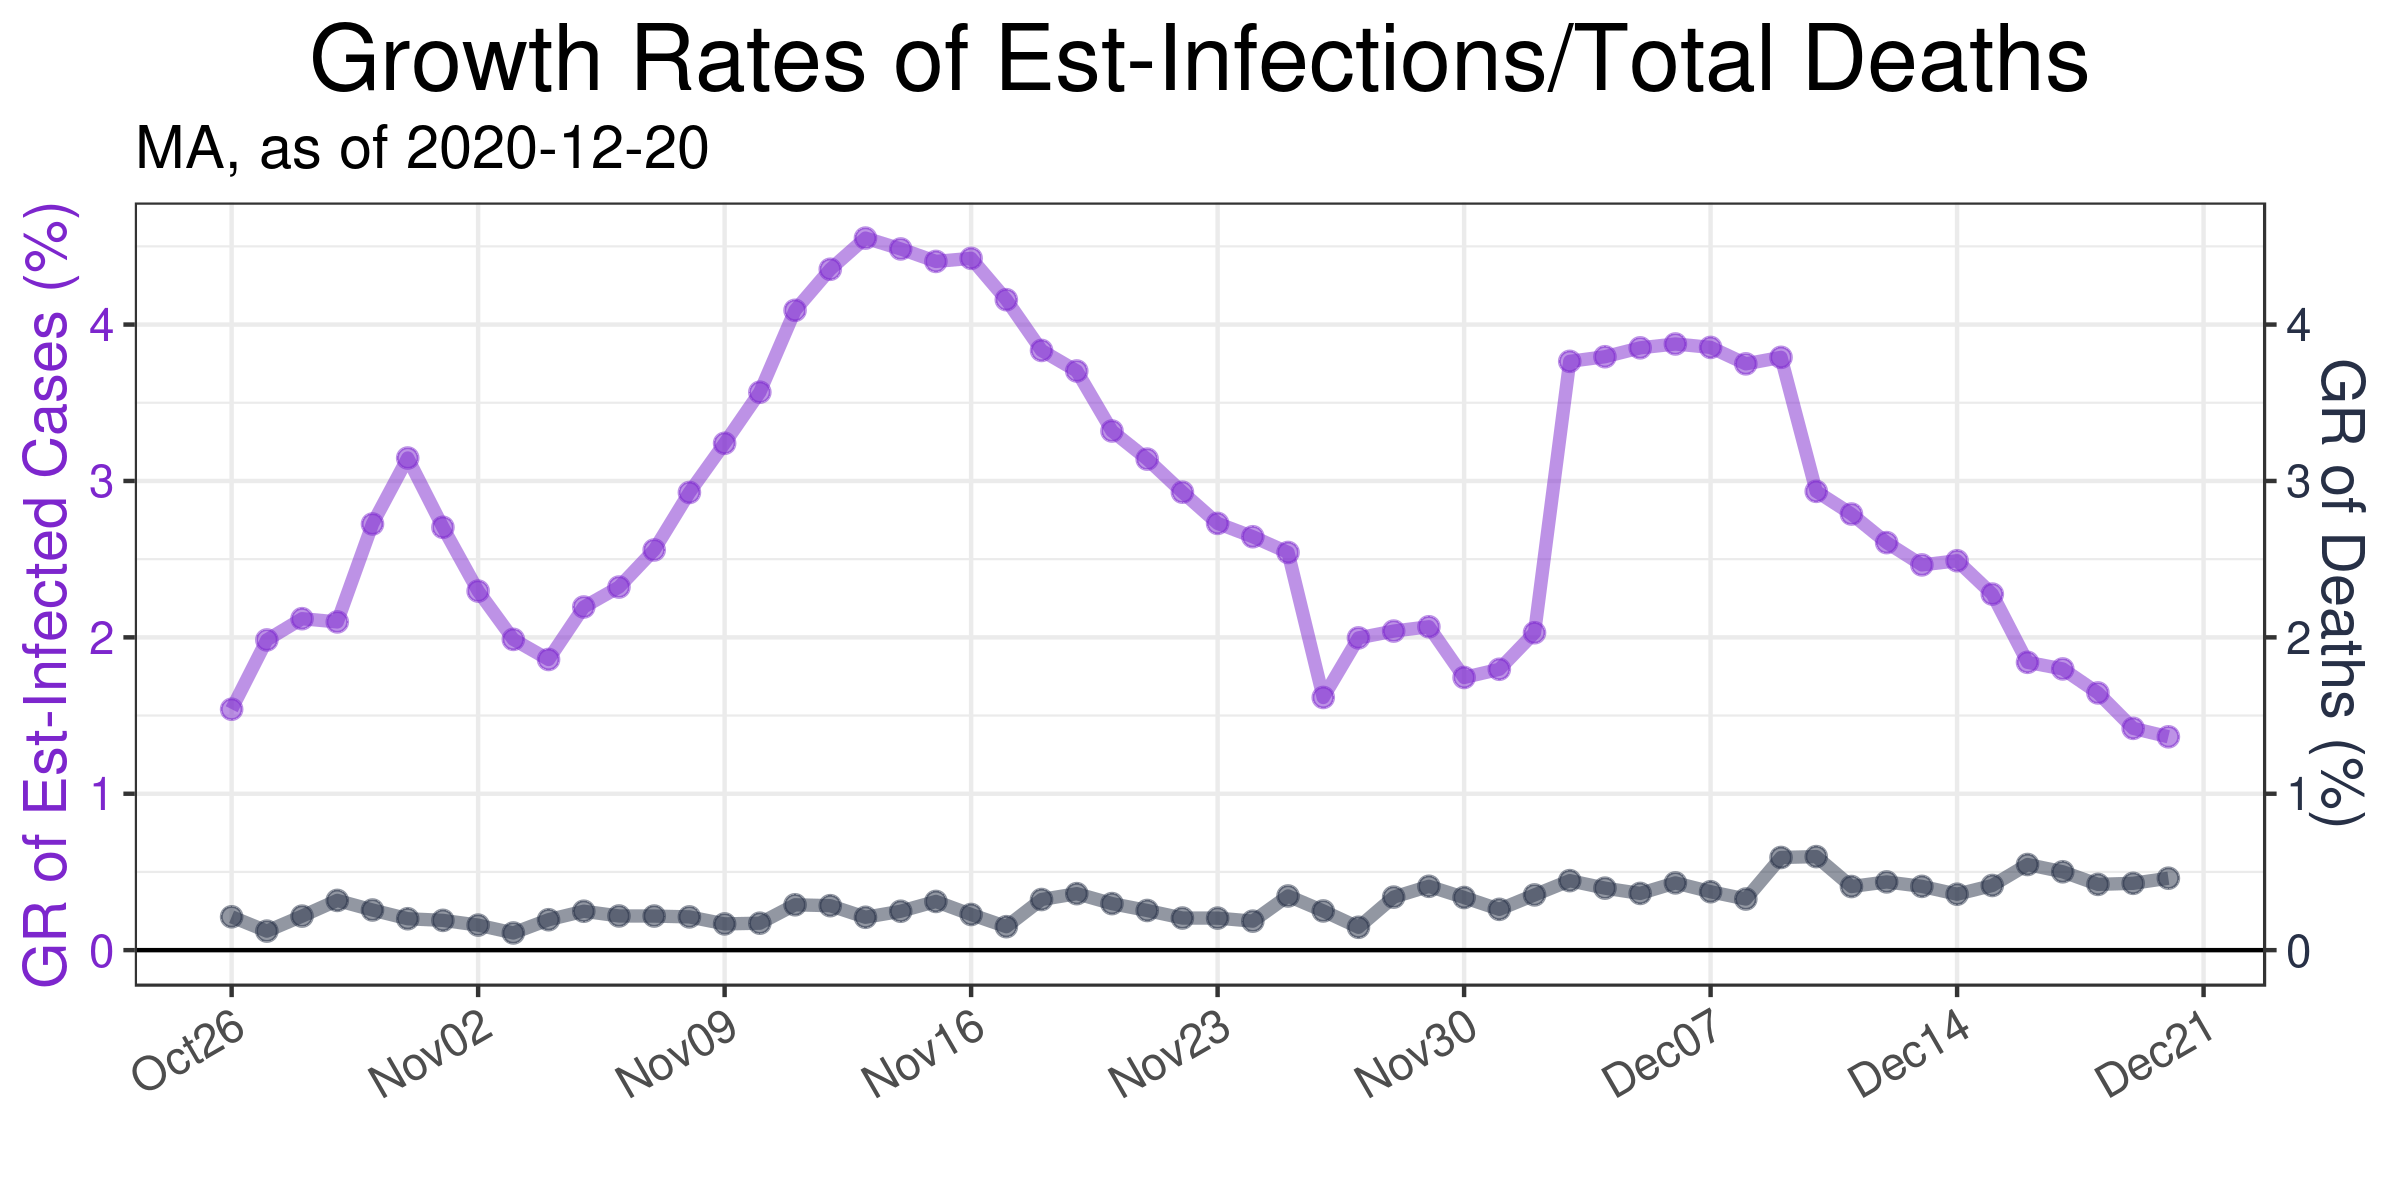 Growth Rates of Est-Infections/Total Deaths
MA, as of 2020-12-20
GR of Est-Infected Cases (%)
4
3
2
1
0
4
3
2
1
0
GR of Deaths (%)
Oct26
Nov02
Nov09
Nov16
Nov23
Nov30
Dec07
Dec14
Dec21